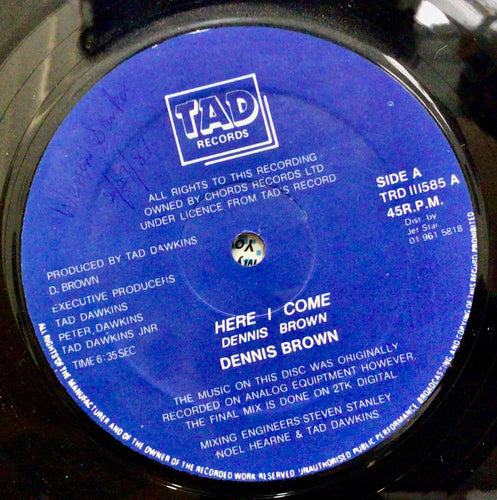 TAD
RECORDS
ALL RIGHTS TO THIS RECORDING
OWNED BY CHORDS RECORDS LTD
UNDER LICENCE FROM TAD'S RECORD
SIDE A
TRD 111585 A
45R.P.M.
Dist. by
Jet Star
01 961 5818
PRODUCED BY TAD DAWKINS
D. BROWN
EXECUTIVE PRODUCERS
TAD DAWKINS
PETER, DAWKINS
TAD DAWKINS JNR
TIME 6:35SEC
HERE I COME
DENNIS BROWN
DENNIS BROWN
THE MUSIC ON THIS DISC WAS ORIGINALLY
RECORDED ON ANALOG EQUIPTMENT HOWEVER,
THE FINAL MIX IS DONE ON 2TK DIGITAL
MIXING ENGINEERS STEVEN STANLEY
NOEL HEARNE & TAD DAWKINS
ALL RIGHTS OF THE MANUFACTURER AND OF THE OWNER OF THE RECORDED WORK RESERVED UNAUTHORISED PUBLIC PERFORMANCE, BROADCASTING AND COPYING OF THIS RECORD PROHIBITED